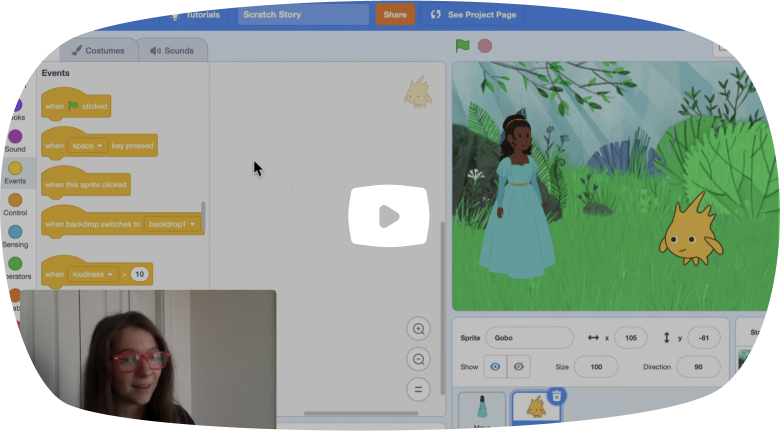 Tutorials
Scratch Story
Share
See Project Page
Costumes
Sounds
Events
when clicked
when space key pressed
when this sprite clicked
when backdrop switches to backdrop1
when loudness > 10
Sound
Events
Control
Sensing
Sprite Gobo x 105 y -61
Show Size 100 Direction 90